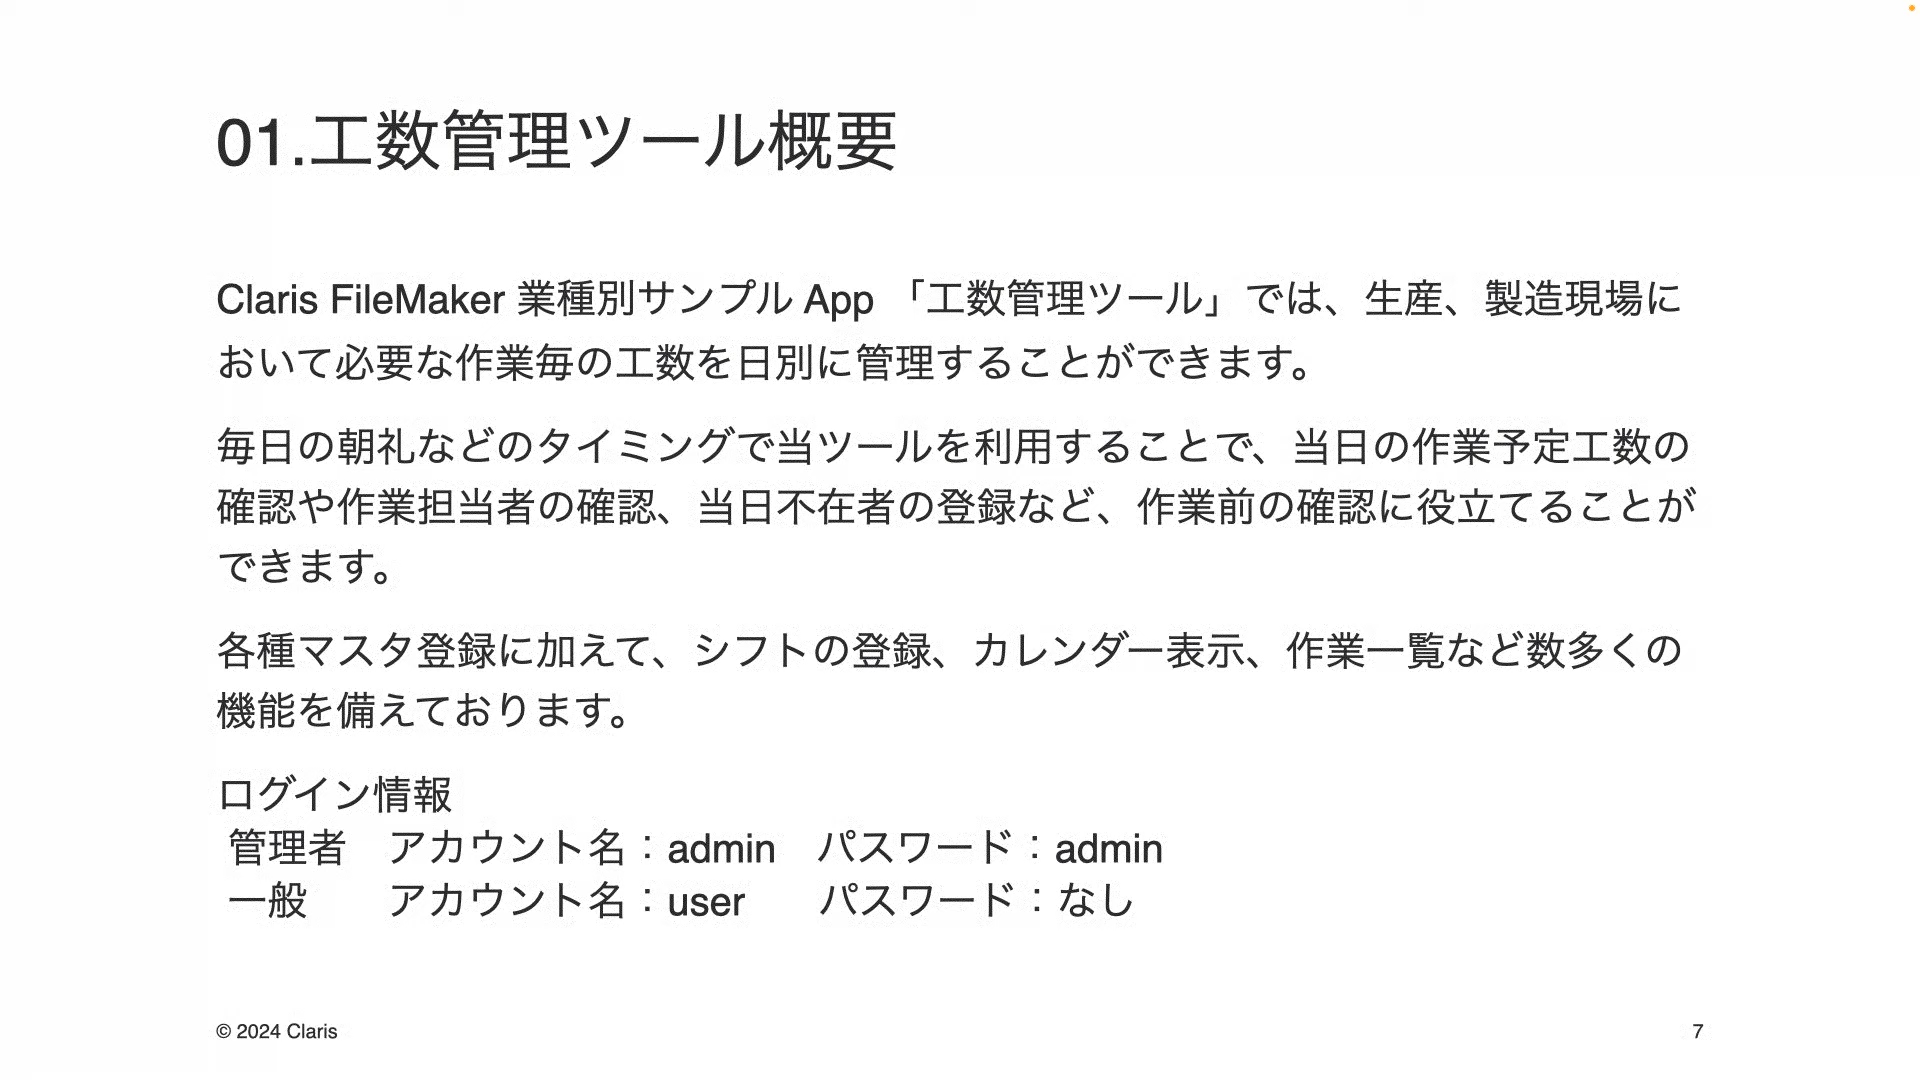 01.工数管理ツール概要
Claris FileMaker 業種別サンプル App 「工数管理ツール」では、生産、製造現場に
おいて必要な作業毎の工数を日別に管理することができます。
毎日の朝礼などのタイミングで当ツールを利用することで、当日の作業予定工数の
確認や作業担当者の確認、当日不在者の登録など、作業前の確認に役立てることが
できます。
各種マスタ登録に加えて、シフトの登録、カレンダー表示、作業一覧など数多くの
機能を備えております。
ログイン情報
管理者　アカウント名：admin　パスワード：admin
一般　　アカウント名：user　　パスワード：なし
© 2024 Claris
7